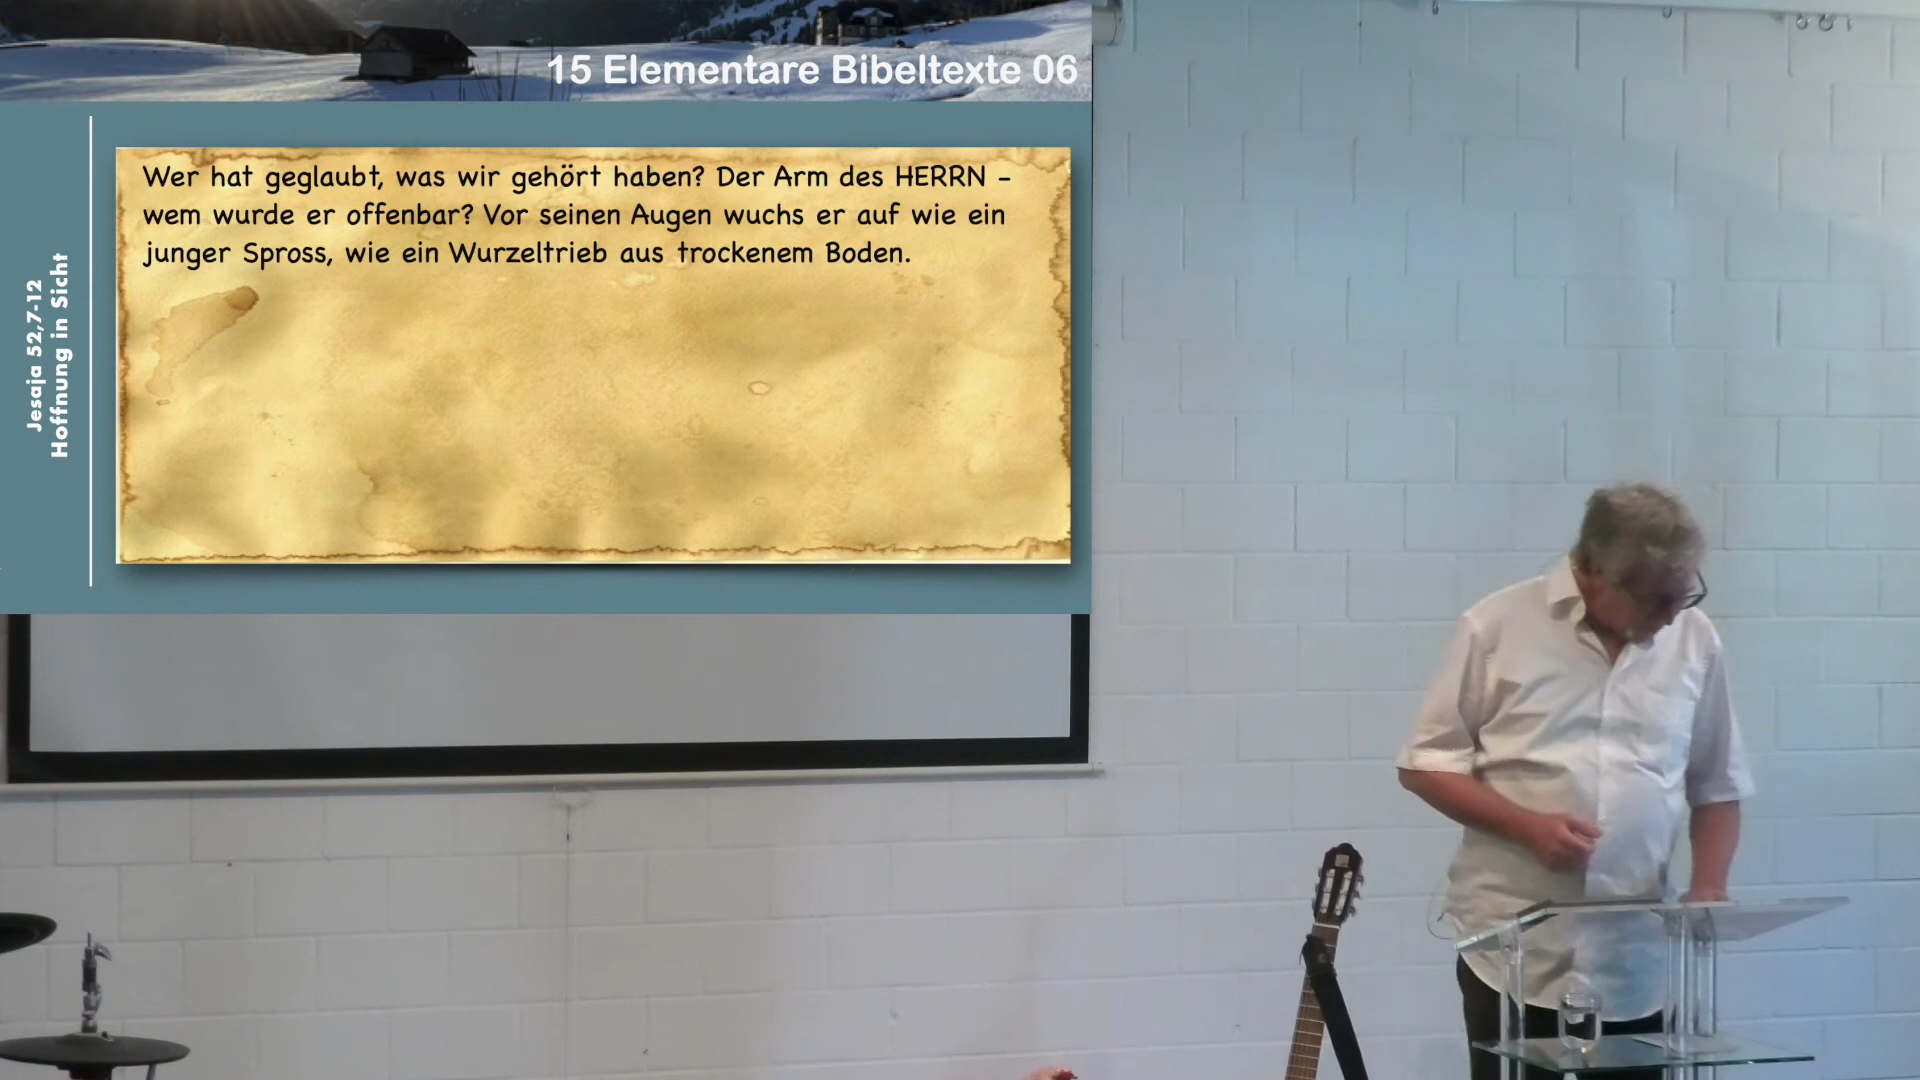 15 Elementare Bibeltexte 06
Jesaja 52,7-12
Hoffnung in Sicht
Wer hat geglaubt, was wir gehört haben? Der Arm des HERRN –
wem wurde er offenbar? Vor seinen Augen wuchs er auf wie ein
junger Spross, wie ein Wurzeltrieb aus trockenem Boden.